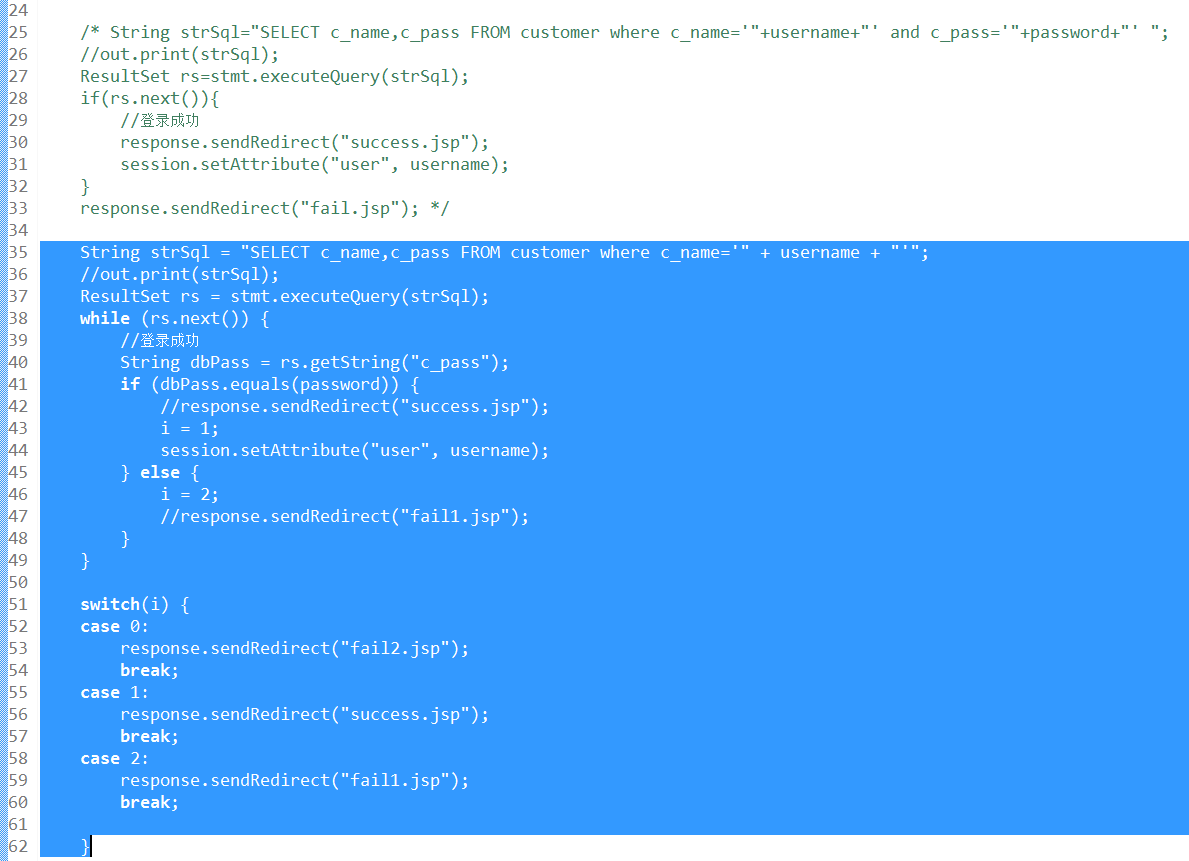 24
25 /* String strSql="SELECT c_name,c_pass FROM customer where c_name='"+username+"' and c_pass='"+password+"' ";
26 //out.print(strSql);
27 ResultSet rs=stmt.executeQuery(strSql);
28 if(rs.next()){
29 //登录成功
30 response.sendRedirect("success.jsp");
31 session.setAttribute("user", username);
32 }
33 response.sendRedirect("fail.jsp"); */
34
35 String strSql = "SELECT c_name,c_pass FROM customer where c_name='" + username + "'";
36 //out.print(strSql);
37 ResultSet rs = stmt.executeQuery(strSql);
38 while (rs.next()) {
39 //登录成功
40 String dbPass = rs.getString("c_pass");
41 if (dbPass.equals(password)) {
42 //response.sendRedirect("success.jsp");
43 i = 1;
44 session.setAttribute("user", username);
45 } else {
46 i = 2;
47 //response.sendRedirect("fail1.jsp");
48 }
49 }
50
51 switch(i) {
52 case 0:
53 response.sendRedirect("fail2.jsp");
54 break;
55 case 1:
56 response.sendRedirect("success.jsp");
57 break;
58 case 2:
59 response.sendRedirect("fail1.jsp");
60 break;
61
62 }